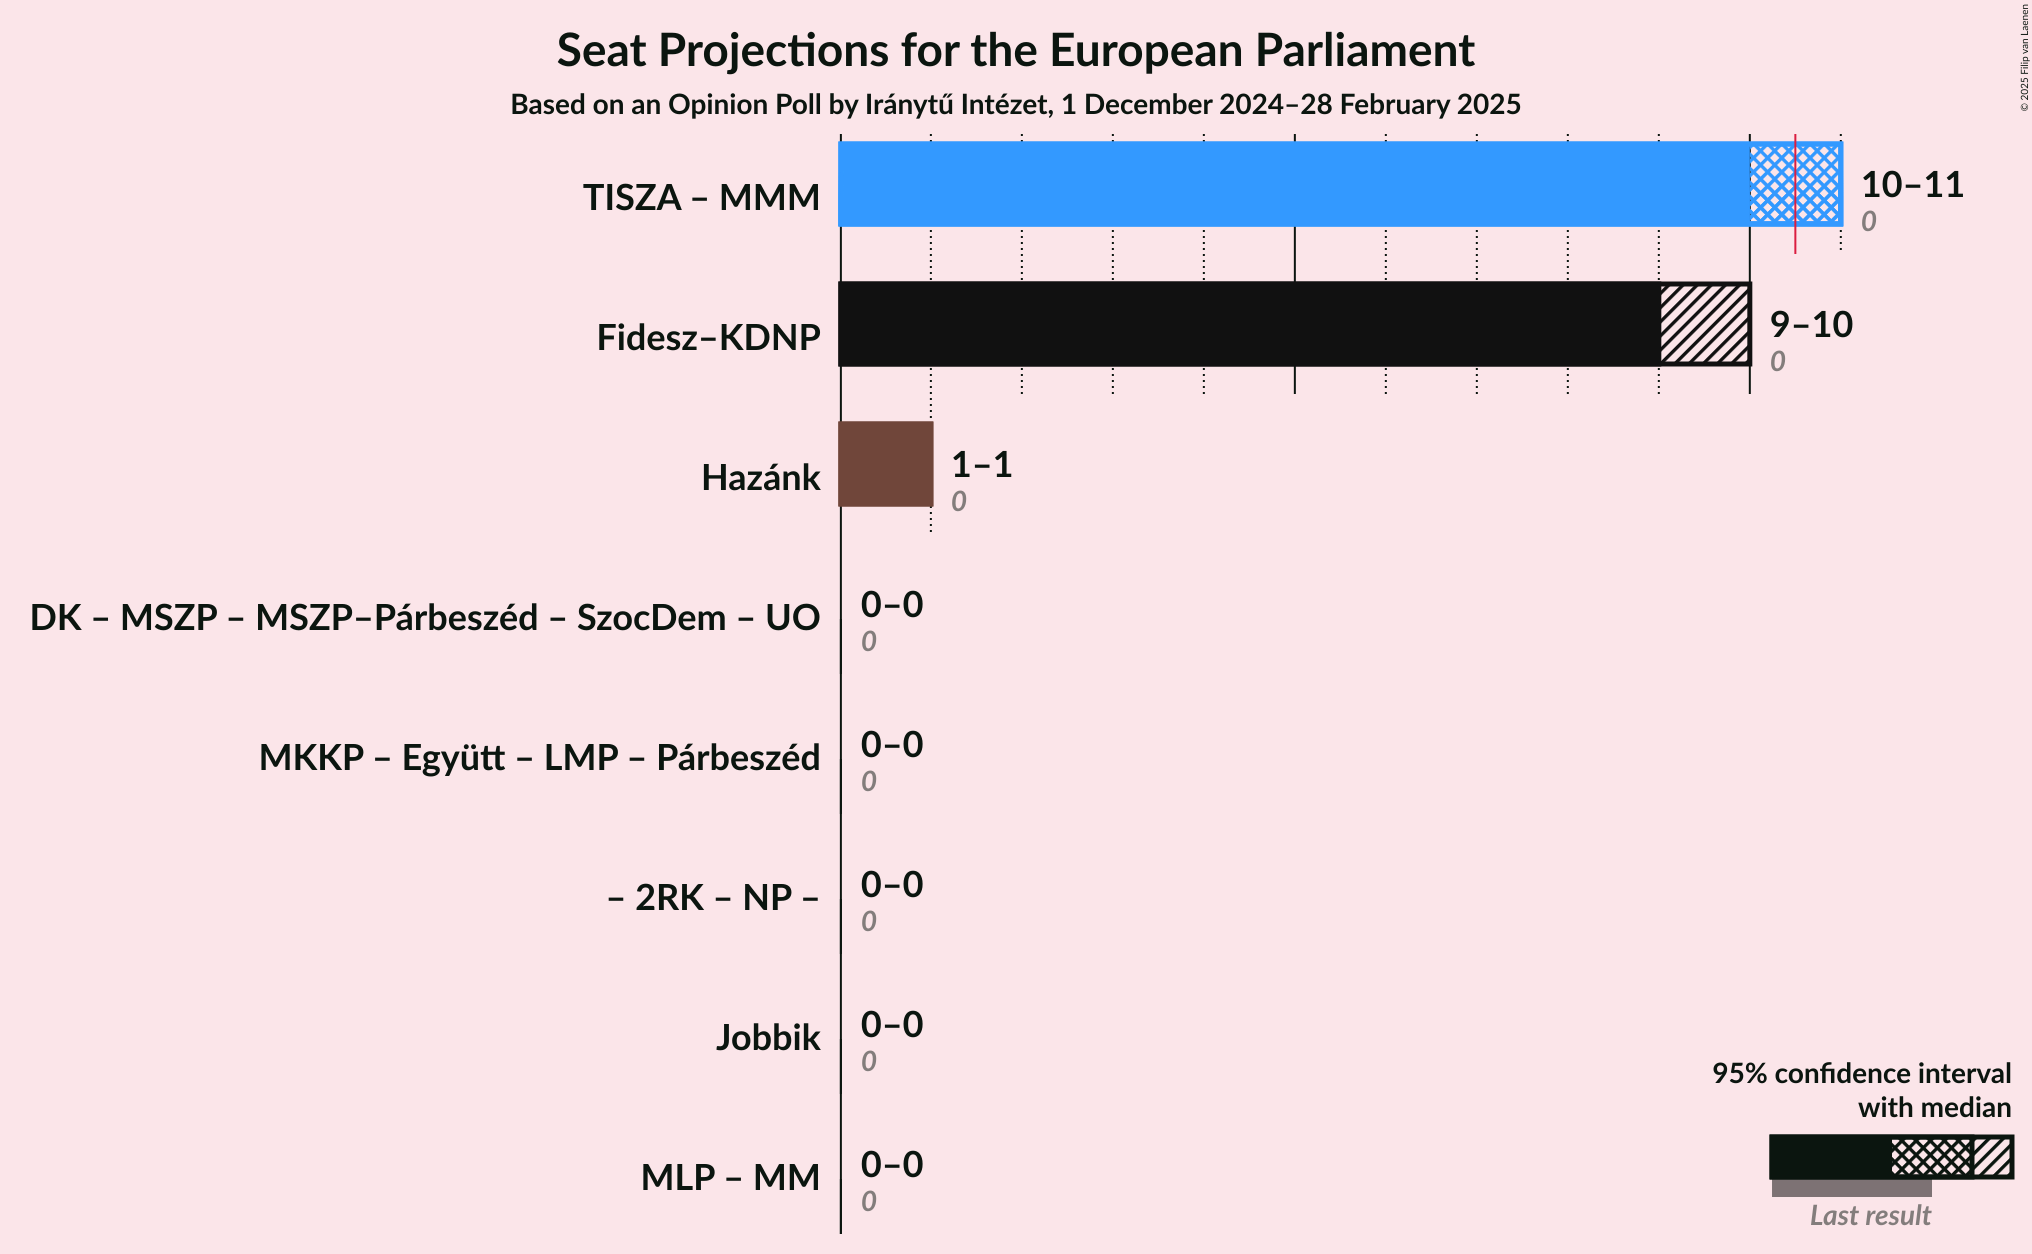 Seat Projections for the European Parliament
Based on an Opinion Poll by Iránytű Intézet, 1 December 2024–28 February 2025
© 2025 Filip van Laenen
TISZA – MMM
10–11
0
Fidesz–KDNP
9–10
0
Hazánk
1–1
0
DK – MSZP – MSZP–Párbeszéd – SzocDem – UO
0–0
0
MKKP – Együtt – LMP – Párbeszéd
0–0
0
– 2RK – NP –
0–0
0
Jobbik
0–0
0
MLP – MM
0–0
0
95% confidence interval
with median
Last result